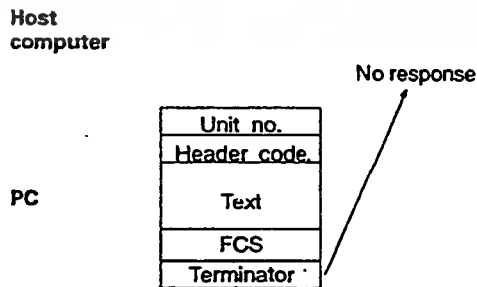 Host
computer
No response
Unit no.
Header code.
PC
Text
FCS
Terminator